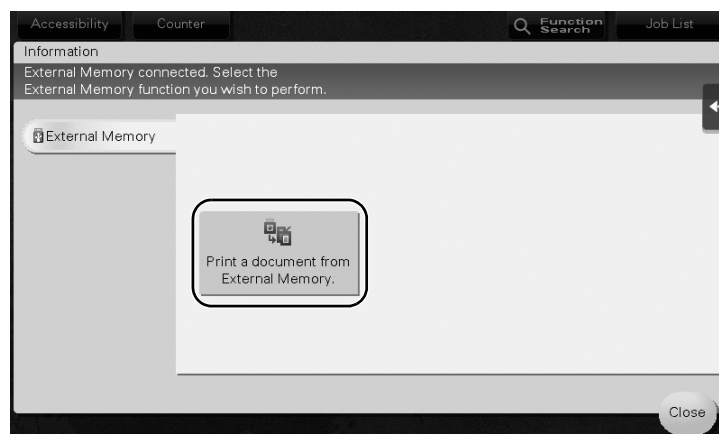 Accessibility Counter Function Search Job List
Information
External Memory connected. Select the
External Memory function you wish to perform.
External Memory
Print a document from
External Memory.
Close